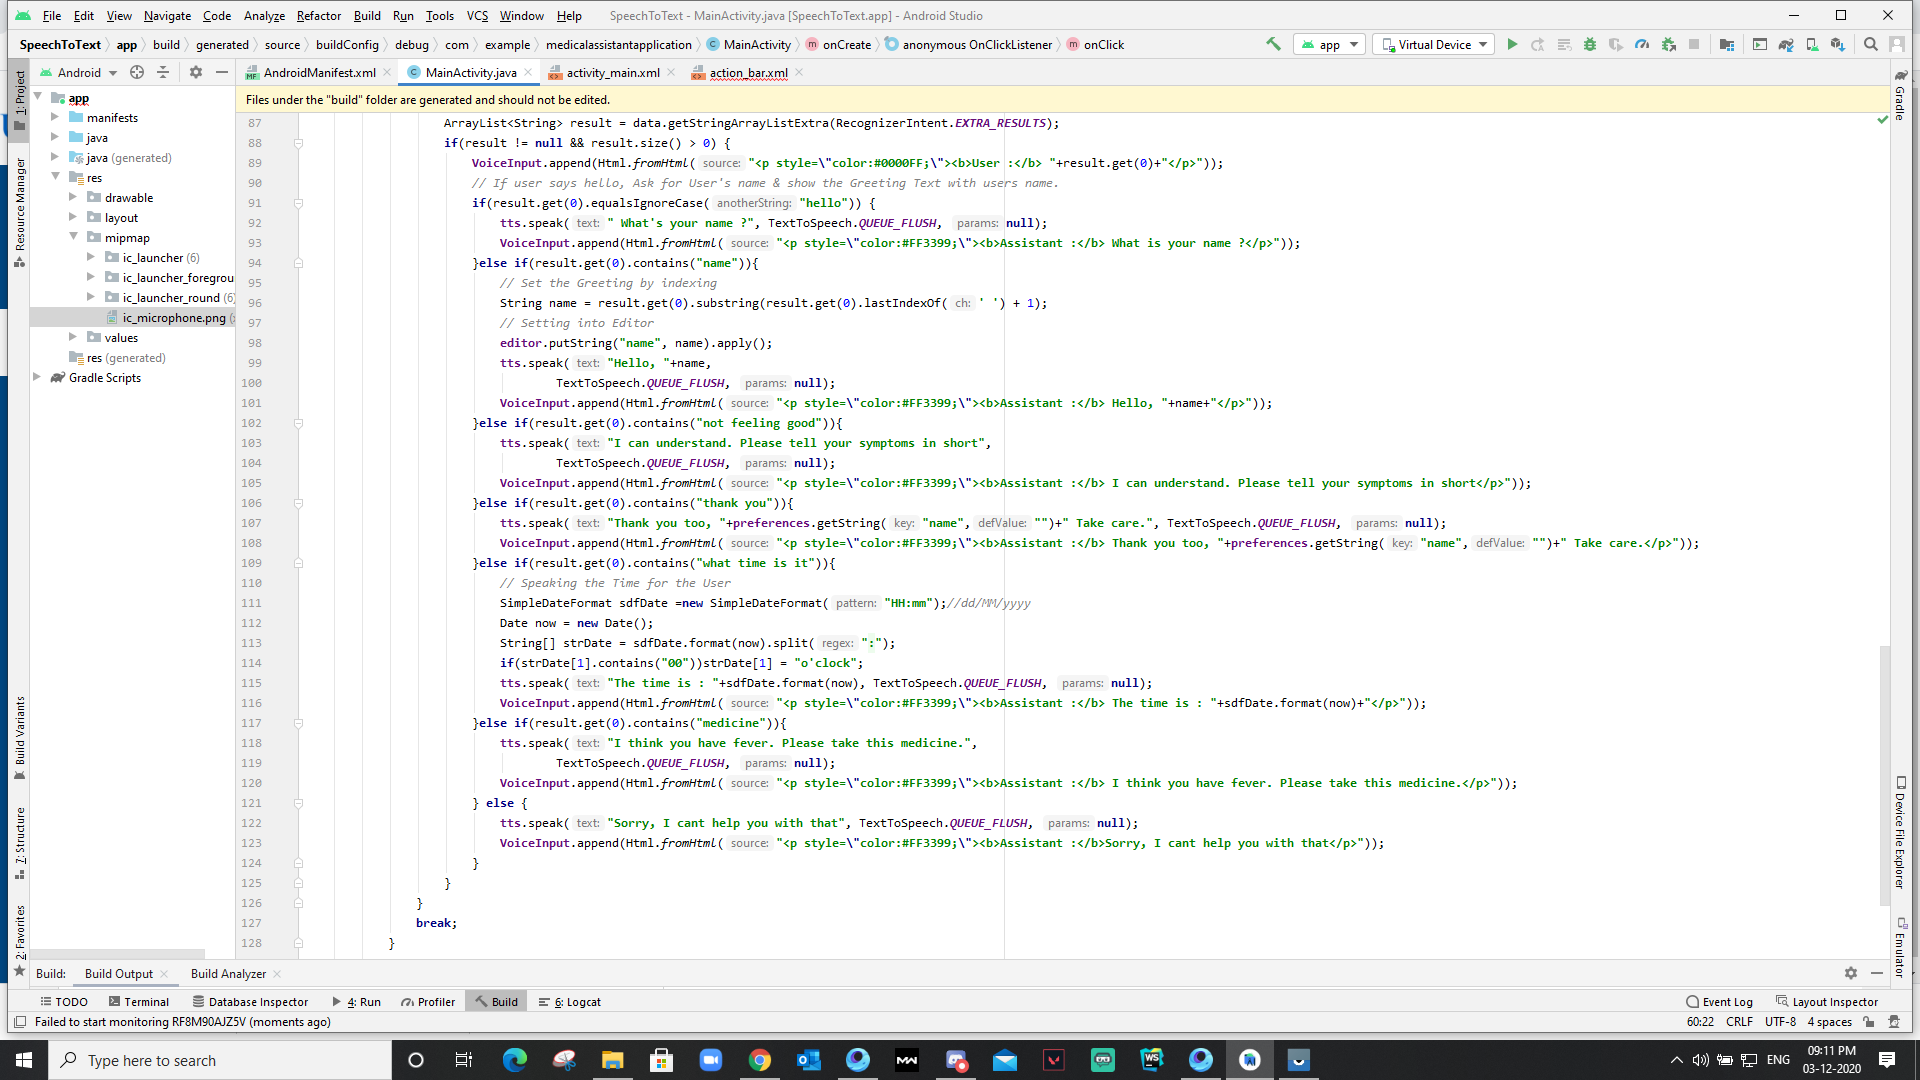 File Edit View Navigate Code Analyze Refactor Build Run Tools VCS Window Help SpeechToText - MainActivity.java [SpeechToText.app] - Android Studio
SpeechToText app build generated source buildConfig debug com example medicalassistantapplication MainActivity onCreate anonymous OnClickListener onClick app Virtual Device
Android AndroidManifest.xml MainActivity.java activity_main.xml action_bar.xml
Files under the "build" folder are generated and should not be edited.
1: Project
Resource Manager
Build Variants
7: Structure
2: Favorites
app
manifests
java
java (generated)
res
drawable
layout
mipmap
ic_launcher (6)
ic_launcher_foregrou
ic_launcher_round (6)
ic_microphone.png
values
res (generated)
Gradle Scripts
87 ArrayList<String> result = data.getStringArrayListExtra(RecognizerIntent.EXTRA_RESULTS);
88 if(result != null && result.size() > 0) {
89 VoiceInput.append(Html.fromHtml( source: "<p style=\"color:#0000FF;\"><b>User :</b> "+result.get(0)+"</p>"));
90 // If user says hello, Ask for User's name & show the Greeting Text with users name.
91 if(result.get(0).equalsIgnoreCase( anotherString: "hello")) {
92 tts.speak( text: " What's your name ?", TextToSpeech.QUEUE_FLUSH, params: null);
93 VoiceInput.append(Html.fromHtml( source: "<p style=\"color:#FF3399;\"><b>Assistant :</b> What is your name ?</p>"));
94 }else if(result.get(0).contains("name")){
95 // Set the Greeting by indexing
96 String name = result.get(0).substring(result.get(0).lastIndexOf( ch: ' ') + 1);
97 // Setting into Editor
98 editor.putString("name", name).apply();
99 tts.speak( text: "Hello, "+name,
100 TextToSpeech.QUEUE_FLUSH, params: null);
101 VoiceInput.append(Html.fromHtml( source: "<p style=\"color:#FF3399;\"><b>Assistant :</b> Hello, "+name+"</p>"));
102 }else if(result.get(0).contains("not feeling good")){
103 tts.speak( text: "I can understand. Please tell your symptoms in short",
104 TextToSpeech.QUEUE_FLUSH, params: null);
105 VoiceInput.append(Html.fromHtml( source: "<p style=\"color:#FF3399;\"><b>Assistant :</b> I can understand. Please tell your symptoms in short</p>"));
106 }else if(result.get(0).contains("thank you")){
107 tts.speak( text: "Thank you too, "+preferences.getString( key: "name", defValue: "")+" Take care.", TextToSpeech.QUEUE_FLUSH, params: null);
108 VoiceInput.append(Html.fromHtml( source: "<p style=\"color:#FF3399;\"><b>Assistant :</b> Thank you too, "+preferences.getString( key: "name", defValue: "")+" Take care.</p>"));
109 }else if(result.get(0).contains("what time is it")){
110 // Speaking the Time for the User
111 SimpleDateFormat sdfDate =new SimpleDateFormat( pattern: "HH:mm");//dd/MM/yyyy
112 Date now = new Date();
113 String[] strDate = sdfDate.format(now).split( regex: ":");
114 if(strDate[1].contains("00"))strDate[1] = "o'clock";
115 tts.speak( text: "The time is : "+sdfDate.format(now), TextToSpeech.QUEUE_FLUSH, params: null);
116 VoiceInput.append(Html.fromHtml( source: "<p style=\"color:#FF3399;\"><b>Assistant :</b> The time is : "+sdfDate.format(now)+"</p>"));
117 }else if(result.get(0).contains("medicine")){
118 tts.speak( text: "I think you have fever. Please take this medicine.",
119 TextToSpeech.QUEUE_FLUSH, params: null);
120 VoiceInput.append(Html.fromHtml( source: "<p style=\"color:#FF3399;\"><b>Assistant :</b> I think you have fever. Please take this medicine.</p>"));
121 } else {
122 tts.speak( text: "Sorry, I cant help you with that", TextToSpeech.QUEUE_FLUSH, params: null);
123 VoiceInput.append(Html.fromHtml( source: "<p style=\"color:#FF3399;\"><b>Assistant :</b>Sorry, I cant help you with that</p>"));
124 }
125 }
126 }
127 break;
128 }
Gradle
Device File Explorer
Emulator
Build: Build Output Build Analyzer
TODO Terminal Database Inspector 4: Run Profiler Build 6: Logcat Event Log Layout Inspector
Failed to start monitoring RF8M90AJZ5V (moments ago) 60:22 CRLF UTF-8 4 spaces
Type here to search ENG 09:11 PM
03-12-2020